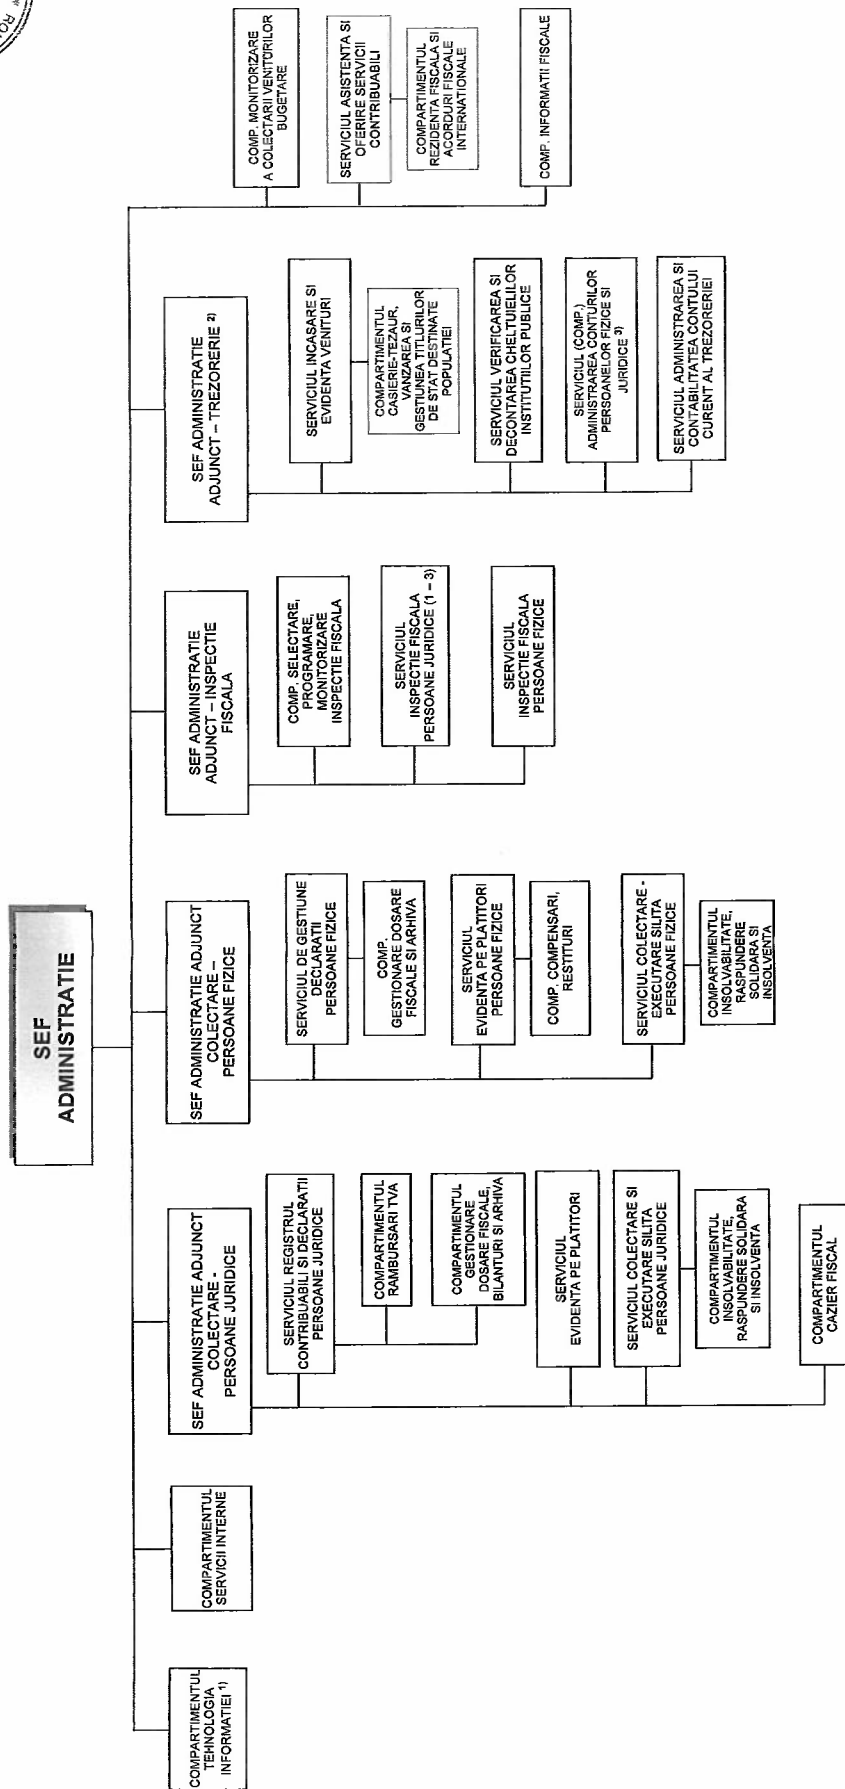 SEF
ADMINISTRATIE
COMPARTIMENTUL
TEHNOLOGIA
INFORMATIEI ¹⁾
COMPARTIMENTUL
SERVICII INTERNE
SEF ADMINISTRATIE ADJUNCT
COLECTARE -
PERSOANE JURIDICE
SERVICIUL REGISTRUL
CONTRIBUABILI SI DECLARATII
PERSOANE JURIDICE
COMPARTIMENTUL
RAMBURSARI TVA
COMPARTIMENTUL
GESTIONARE
DOSARE FISCALE,
BILANTURI SI ARHIVA
SERVICIUL
EVIDENTA PE PLATITORI
SERVICIUL COLECTARE SI
EXECUTARE SILITA
PERSOANE JURIDICE
COMPARTIMENTUL
INSOLVABILITATE,
RASPUNDERE SOLIDARA
SI INSOLVENTA
COMPARTIMENTUL
CAZIER FISCAL
SEF ADMINISTRATIE ADJUNCT
COLECTARE –
PERSOANE FIZICE
SERVICIUL DE GESTIUNE
DECLARATII
PERSOANE FIZICE
COMP.
GESTIONARE DOSARE
FISCALE SI ARHIVA
SERVICIUL
EVIDENTA PE PLATITORI
PERSOANE FIZICE
COMP. COMPENSARI,
RESTITURI
SERVICIUL COLECTARE -
EXECUTARE SILITA
PERSOANE FIZICE
COMPARTIMENTUL
INSOLVABILITATE,
RASPUNDERE
SOLIDARA SI
INSOLVENTA
SEF ADMINISTRATIE
ADJUNCT – INSPECTIE
FISCALA
COMP. SELECTARE,
PROGRAMARE,
MONITORIZARE
INSPECTIE FISCALA
SERVICIUL
INSPECTIE FISCALA
PERSOANE JURIDICE (1 – 3)
SERVICIUL
INSPECTIE FISCALA
PERSOANE FIZICE
SEF ADMINISTRATIE
ADJUNCT – TREZORERIE ²⁾
SERVICIUL INCASARE SI
EVIDENTA VENITURI
COMPARTIMENTUL
CASIERIE-TEZAUR,
VANZAREA SI
GESTIUNEA TITLURILOR
DE STAT DESTINATE
POPULATIEI
SERVICIUL VERIFICAREA SI
DECONTAREA CHELTUIELILOR
INSTITUTIILOR PUBLICE
SERVICIUL (COMP.)
ADMINISTRAREA CONTURILOR
PERSOANELOR FIZICE SI
JURIDICE ³⁾
SERVICIUL ADMINISTRAREA SI
CONTABILITATEA CONTULUI
CURENT AL TREZORERIEI
COMP. MONITORIZARE
A COLECTARII VENITURILOR
BUGETARE
SERVICIUL ASISTENTA SI
OFERIRE SERVICII
CONTRIBUABILI
COMPARTIMENTUL
REZIDENTA FISCALA SI
ACORDURI FISCALE
INTERNATIONALE
COMP. INFORMATII FISCALE